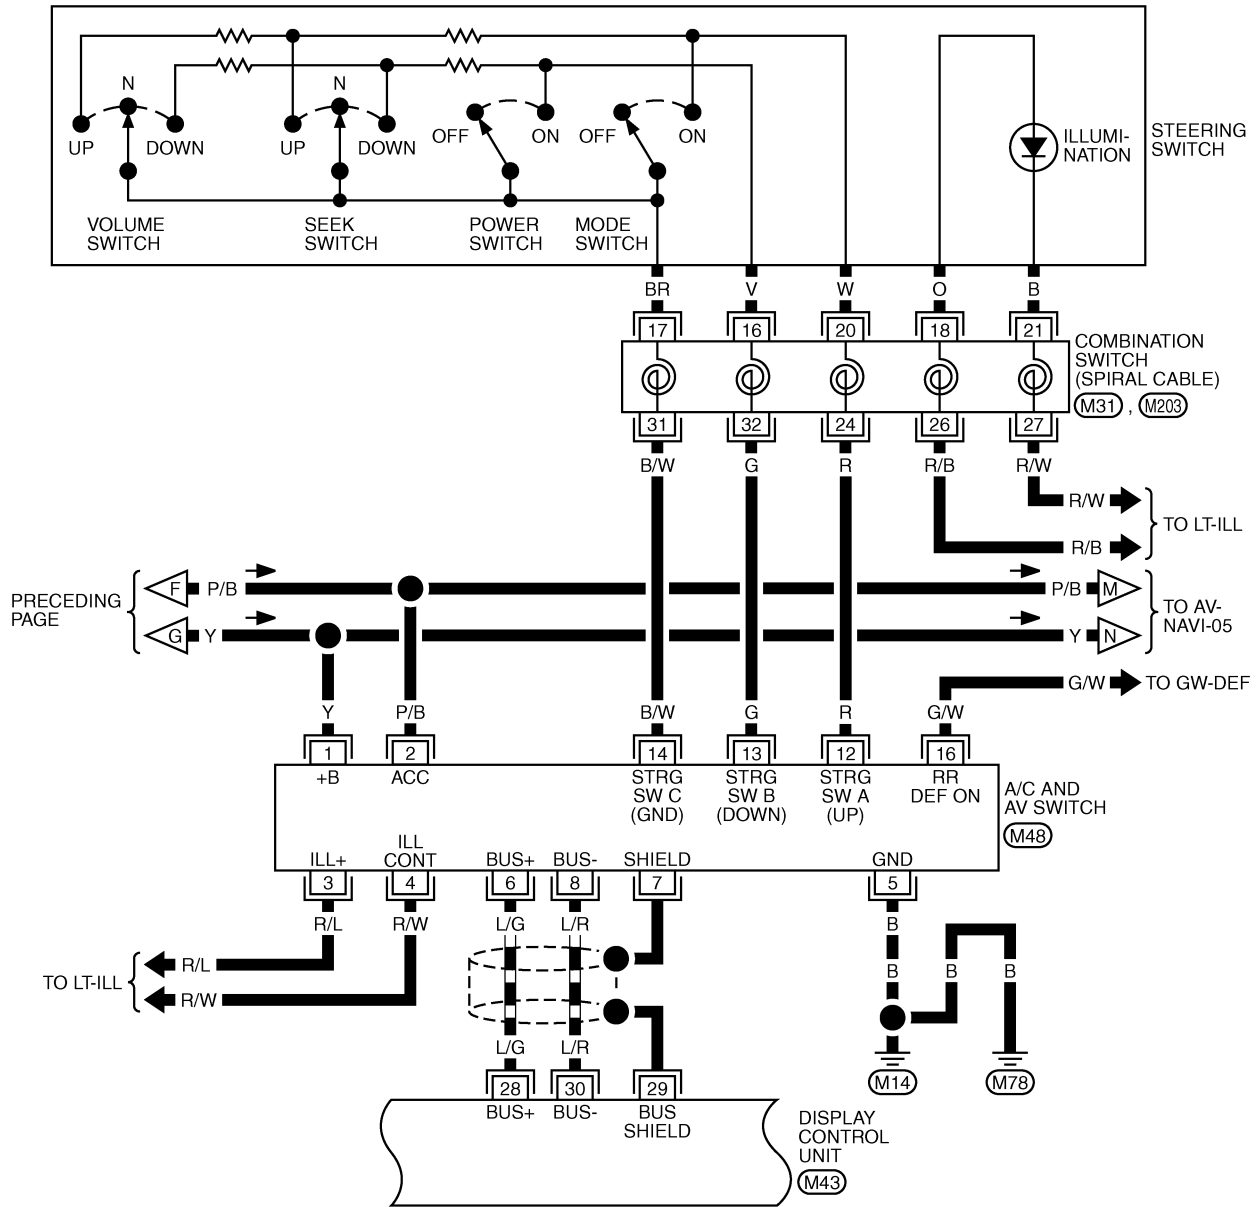 N
N
UP
DOWN
UP
DOWN
OFF
ON
OFF
ON
ILLUMI-
NATION
STEERING
SWITCH
VOLUME
SWITCH
SEEK
SWITCH
POWER
SWITCH
MODE
SWITCH
BR
V
W
O
B
17
16
20
18
21
COMBINATION
SWITCH
(SPIRAL CABLE)
M31 , M203
31
32
24
26
27
B/W
G
R
R/B
R/W
R/W
R/B
TO LT-ILL
PRECEDING
PAGE
F
P/B
G
Y
P/B
M
Y
N
TO AV-
NAVI-05
G/W
TO GW-DEF
Y
P/B
B/W
G
R
G/W
1
2
14
13
12
16
+B
ACC
STRG
SW C
(GND)
STRG
SW B
(DOWN)
STRG
SW A
(UP)
RR
DEF ON
A/C AND
AV SWITCH
M48
ILL+
ILL
CONT
BUS+
BUS-
SHIELD
GND
3
4
6
8
7
5
R/L
R/W
L/G
L/R
B
TO LT-ILL
R/L
R/W
B
B
B
L/G
L/R
M14
M78
28
30
29
BUS+
BUS-
BUS
SHIELD
DISPLAY
CONTROL
UNIT
M43